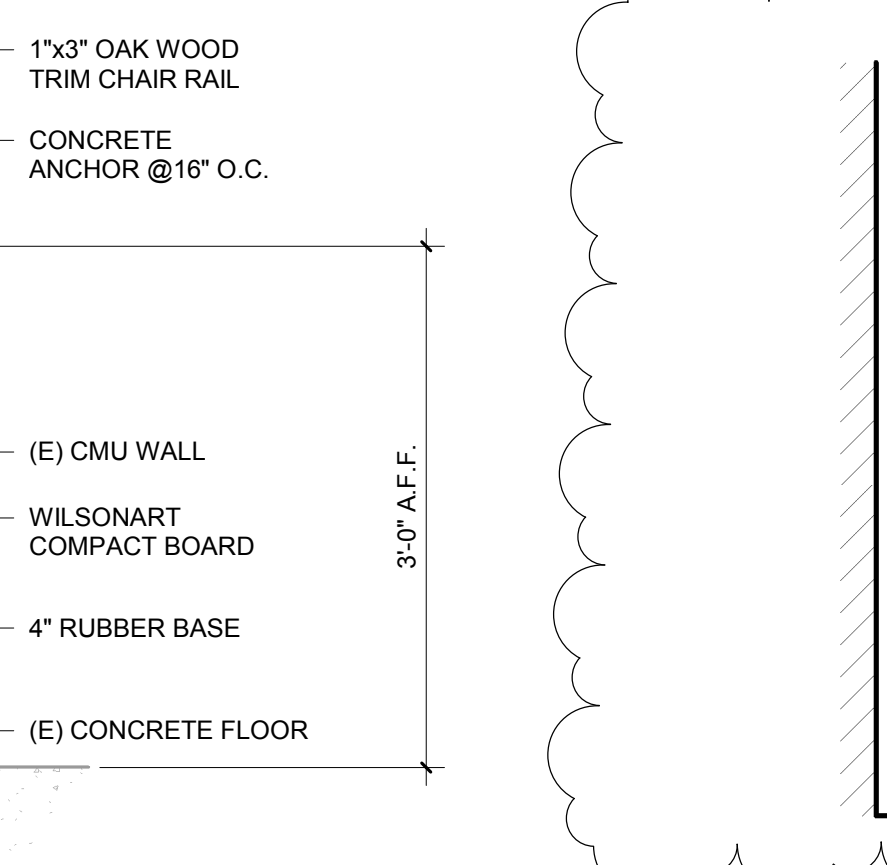 1"x3" OAK WOOD
TRIM CHAIR RAIL
CONCRETE
ANCHOR @16" O.C.
(E) CMU WALL
3'-0" A.F.F.
WILSONART
COMPACT BOARD
4" RUBBER BASE
(E) CONCRETE FLOOR